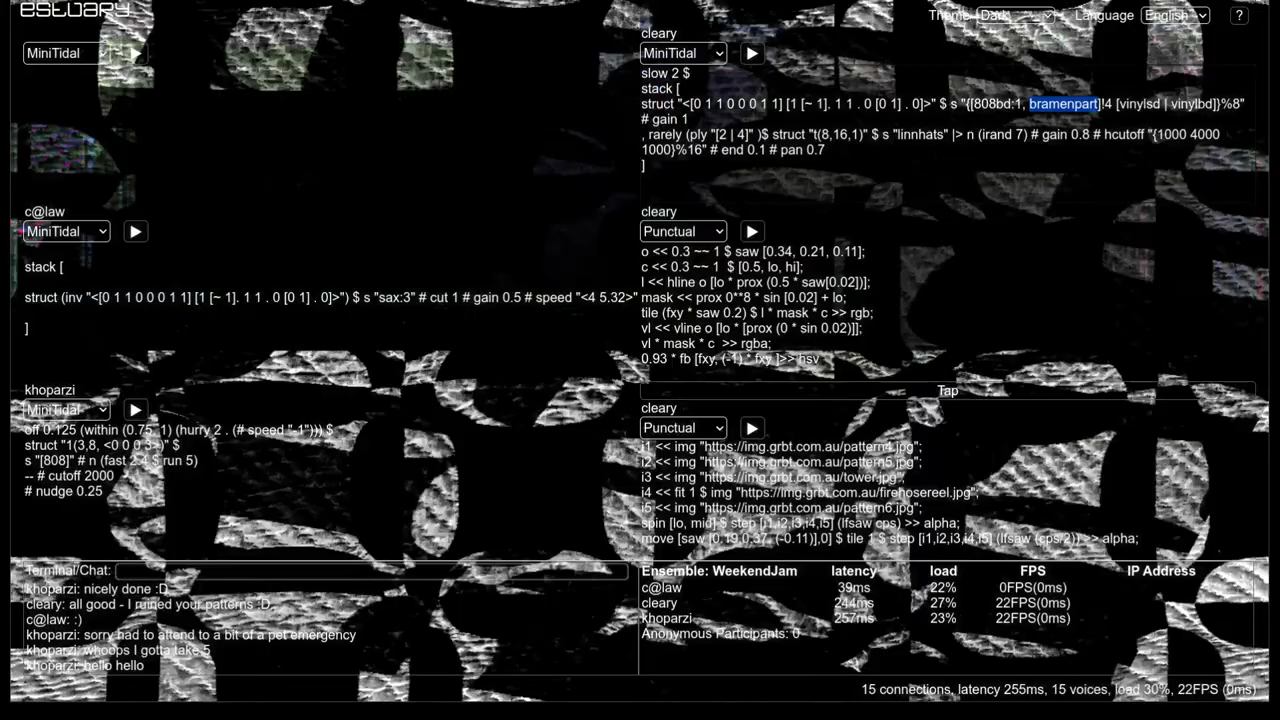 estuary
Theme Dark Language English ?
MiniTidal
cleary
MiniTidal
slow 2 $
stack [
struct "<[0 1 1 0 0 0 1 1] [1 [~ 1]. 1 1 . 0 [0 1] . 0]>" $ s "{[808bd:1, bramenpart]!4 [vinylsd | vinylbd]}%8"
# gain 1
, rarely (ply "[2 | 4]" )$ struct "t(8,16,1)" $ s "linnhats" |> n (irand 7) # gain 0.8 # hcutoff "{1000 4000
1000}%16" # end 0.1 # pan 0.7
]
c@law
MiniTidal
stack [
struct (inv "<[0 1 1 0 0 0 1 1] [1 [~ 1]. 1 1 . 0 [0 1] . 0]>") $ s "sax:3" # cut 1 # gain 0.5 # speed "<4 5.32>"
]
cleary
Punctual
o << 0.3 ~~ 1 $ saw [0.34, 0.21, 0.11];
c << 0.3 ~~ 1 $ [0.5, lo, hi];
l << hline o [lo * prox (0.5 * saw[0.02])];
mask << prox 0**8 * sin [0.02] + lo;
tile (fxy * saw 0.2) $ l * mask * c >> rgb;
vl << vline o [lo * [prox (0 * sin 0.02)]];
vl * mask * c >> rgba;
0.93 * fb [fxy, (-1) * fxy ]>> hsv
khoparzi
MiniTidal
off 0.125 (within (0.75, 1) (hurry 2 . (# speed "-1"))) $
struct "1(3,8, <0 0 0 3>)" $
s "[808]" # n (fast 2.4 $ run 5)
-- # cutoff 2000
# nudge 0.25
Tap
cleary
Punctual
i1 << img "https://img.grbt.com.au/pattern4.jpg";
i2 << img "https://img.grbt.com.au/pattern5.jpg";
i3 << img "https://img.grbt.com.au/tower.jpg";
i4 << fit 1 $ img "https://img.grbt.com.au/firehosereel.jpg";
i5 << img "https://img.grbt.com.au/pattern6.jpg";
spin [lo, mid] $ step [i1,i2,i3,i4,i5] (lfsaw cps) >> alpha;
move [saw [0.19,0.37, (-0.11)],0] $ tile 1 $ step [i1,i2,i3,i4,i5] (lfsaw (cps/2)) >> alpha;
Terminal/Chat:
khoparzi: nicely done :D
cleary: all good - I ruined your patterns :D
c@law: :)
khoparzi: sorry had to attend to a bit of a pet emergency
khoparzi: whoops I gotta take 5
khoparzi: hello hello
Ensemble: WeekendJam latency load FPS IP Address
c@law 39ms 22% 0FPS(0ms)
cleary 244ms 27% 22FPS(0ms)
khoparzi 257ms 23% 22FPS(0ms)
Anonymous Participants: 0
15 connections, latency 255ms, 15 voices, load 30%, 22FPS (0ms)